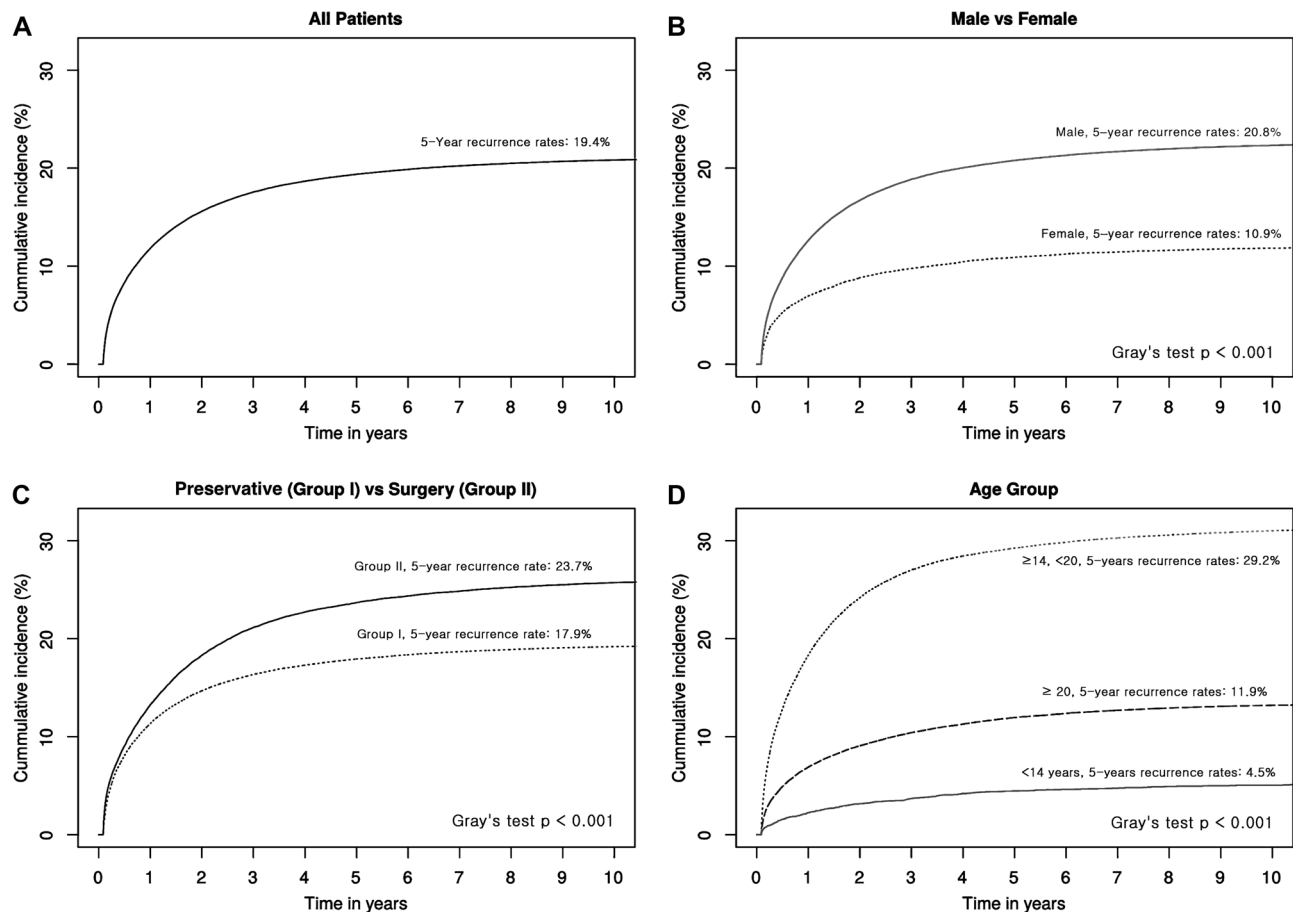 A
All Patients
Cummulative incidence (%)
30
20
10
0
5-Year recurrence rates: 19.4%
0 1 2 3 4 5 6 7 8 9 10
Time in years
B
Male vs Female
Cummulative incidence (%)
30
20
10
0
Male, 5-year recurrence rates: 20.8%
Female, 5-year recurrence rates: 10.9%
Gray's test p < 0.001
0 1 2 3 4 5 6 7 8 9 10
Time in years
C
Preservative (Group I) vs Surgery (Group II)
Cummulative incidence (%)
30
20
10
0
Group II, 5-year recurrence rate: 23.7%
Group I, 5-year recurrence rate: 17.9%
Gray's test p < 0.001
0 1 2 3 4 5 6 7 8 9 10
Time in years
D
Age Group
Cummulative incidence (%)
30
20
10
0
≥14, <20, 5-years recurrence rates: 29.2%
≥ 20, 5-year recurrence rates: 11.9%
<14 years, 5-years recurrence rates: 4.5%
Gray's test p < 0.001
0 1 2 3 4 5 6 7 8 9 10
Time in years